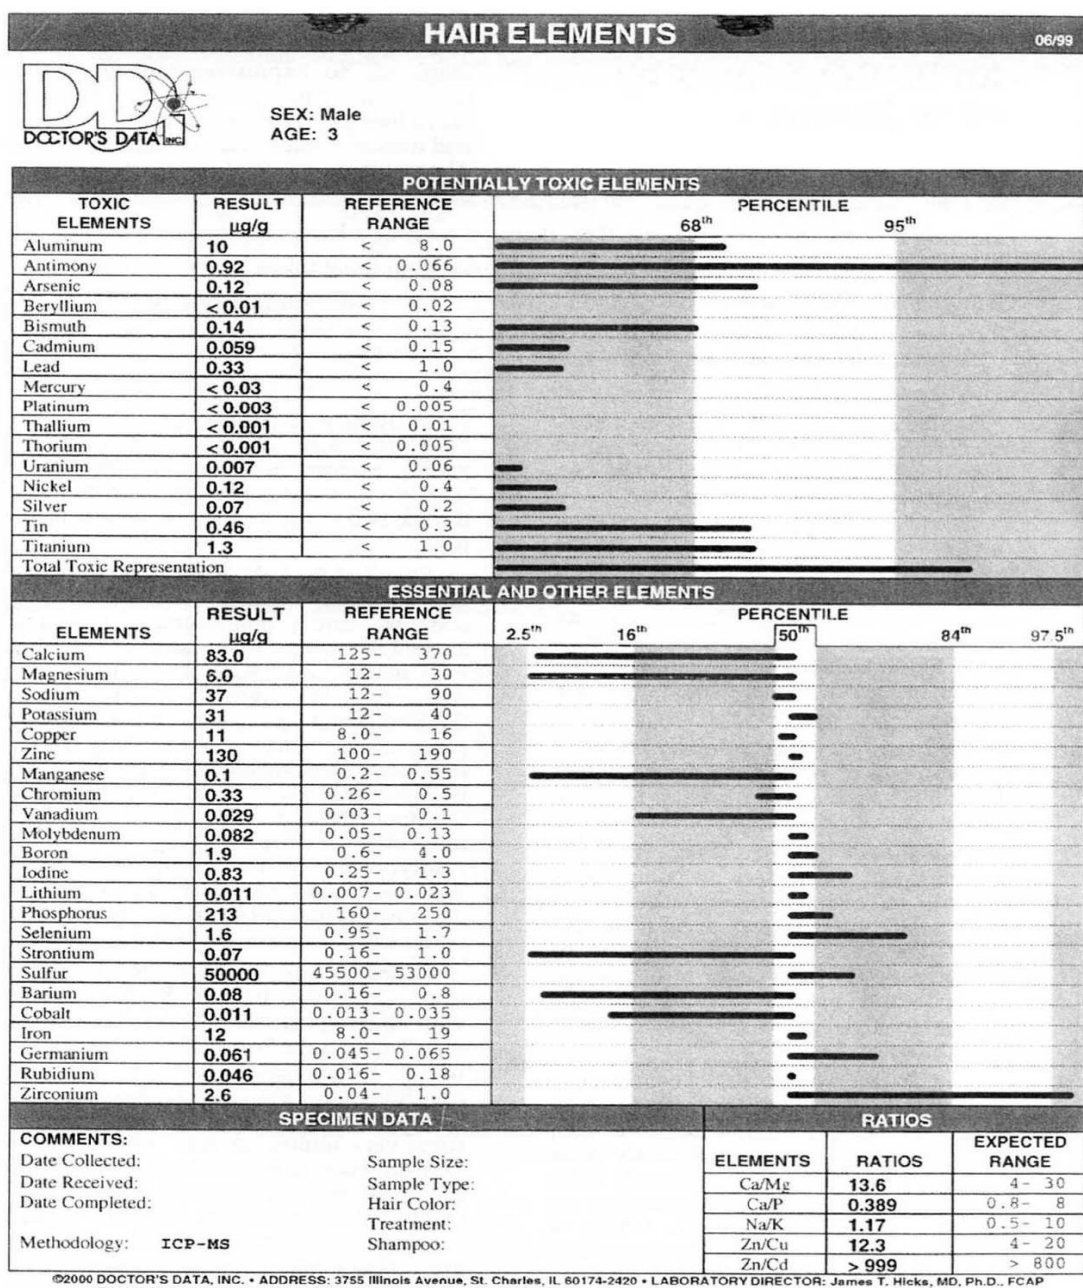 HAIR ELEMENTS
06/99
DOCTOR'S DATA INC.
SEX: Male
AGE: 3
POTENTIALLY TOXIC ELEMENTS
TOXIC ELEMENTS RESULT µg/g REFERENCE RANGE PERCENTILE 68th 95th
Aluminum 10 < 8.0
Antimony 0.92 < 0.066
Arsenic 0.12 < 0.08
Beryllium < 0.01 < 0.02
Bismuth 0.14 < 0.13
Cadmium 0.059 < 0.15
Lead 0.33 < 1.0
Mercury < 0.03 < 0.4
Platinum < 0.003 < 0.005
Thallium < 0.001 < 0.01
Thorium < 0.001 < 0.005
Uranium 0.007 < 0.06
Nickel 0.12 < 0.4
Silver 0.07 < 0.2
Tin 0.46 < 0.3
Titanium 1.3 < 1.0
Total Toxic Representation
ESSENTIAL AND OTHER ELEMENTS
ELEMENTS RESULT µg/g REFERENCE RANGE PERCENTILE 2.5th 16th 50th 84th 97.5th
Calcium 83.0 125- 370
Magnesium 6.0 12- 30
Sodium 37 12- 90
Potassium 31 12- 40
Copper 11 8.0- 16
Zinc 130 100- 190
Manganese 0.1 0.2- 0.55
Chromium 0.33 0.26- 0.5
Vanadium 0.029 0.03- 0.1
Molybdenum 0.082 0.05- 0.13
Boron 1.9 0.6- 4.0
Iodine 0.83 0.25- 1.3
Lithium 0.011 0.007- 0.023
Phosphorus 213 160- 250
Selenium 1.6 0.95- 1.7
Strontium 0.07 0.16- 1.0
Sulfur 50000 45500- 53000
Barium 0.08 0.16- 0.8
Cobalt 0.011 0.013- 0.035
Iron 12 8.0- 19
Germanium 0.061 0.045- 0.065
Rubidium 0.046 0.016- 0.18
Zirconium 2.6 0.04- 1.0
SPECIMEN DATA
COMMENTS:
Date Collected: Sample Size:
Date Received: Sample Type:
Date Completed: Hair Color:
Treatment:
Methodology: ICP-MS Shampoo:
RATIOS
ELEMENTS RATIOS EXPECTED RANGE
Ca/Mg 13.6 4- 30
Ca/P 0.389 0.8- 8
Na/K 1.17 0.5- 10
Zn/Cu 12.3 4- 20
Zn/Cd > 999 > 800
©2000 DOCTOR'S DATA, INC. • ADDRESS: 3755 Illinois Avenue, St. Charles, IL 60174-2420 • LABORATORY DIRECTOR: James T. Hicks, MD, Ph.D., FCAP